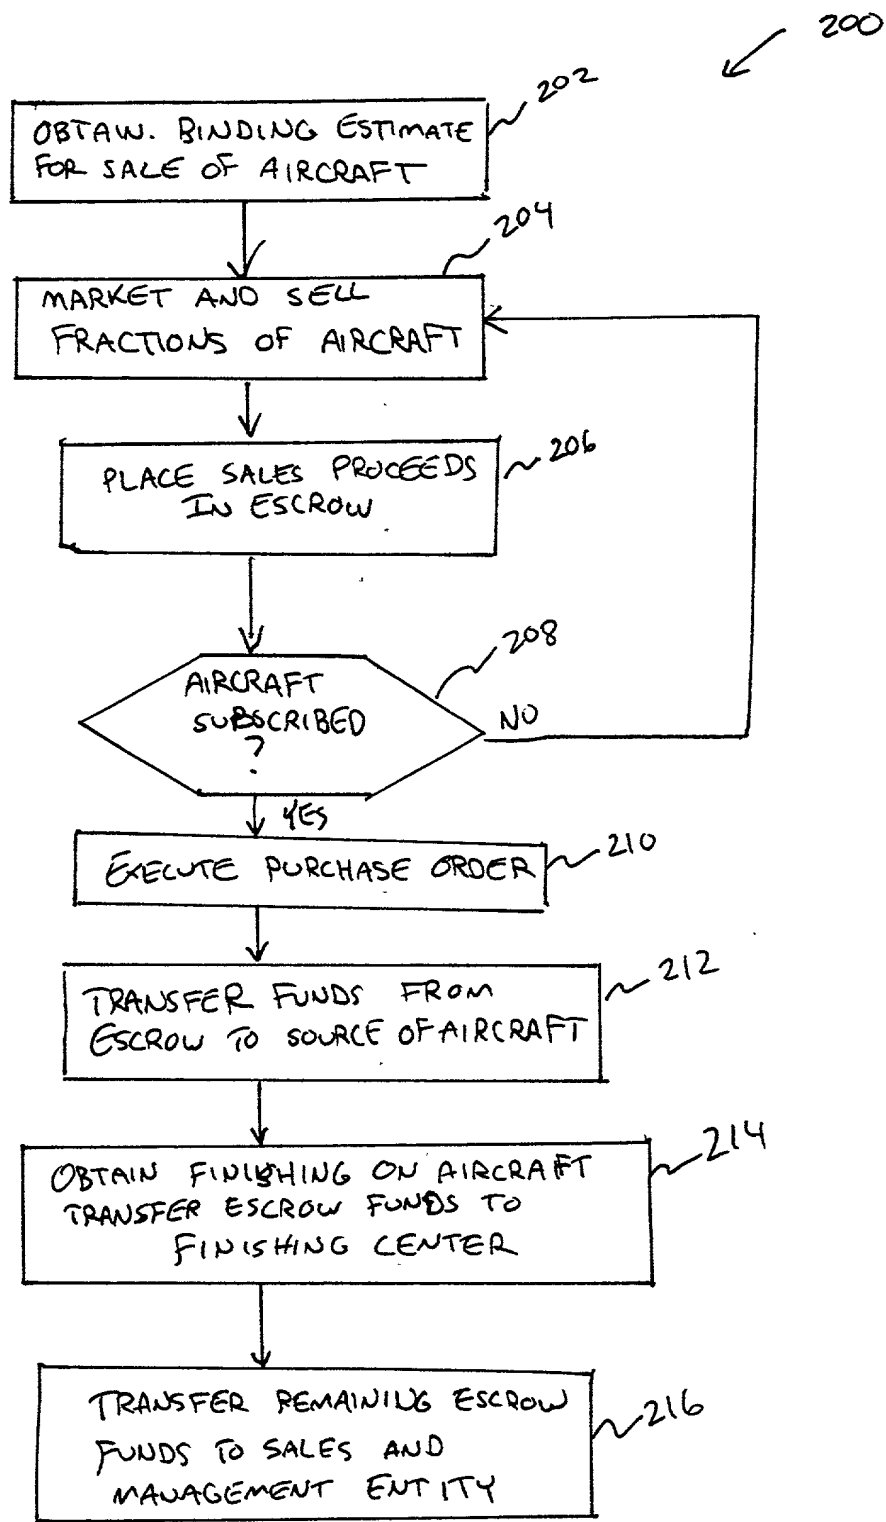 200
202
OBTAIN. BINDING ESTIMATE
FOR SALE OF AIRCRAFT
204
MARKET AND SELL
FRACTIONS OF AIRCRAFT
206
PLACE SALES PROCEEDS
IN ESCROW
208
AIRCRAFT
SUBSCRIBED
?
NO
YES
210
EXECUTE PURCHASE ORDER
212
TRANSFER FUNDS FROM
ESCROW TO SOURCE OF AIRCRAFT
214
OBTAIN FINISHING ON AIRCRAFT
TRANSFER ESCROW FUNDS TO
FINISHING CENTER
216
TRANSFER REMAINING ESCROW
FUNDS TO SALES AND
MANAGEMENT ENTITY